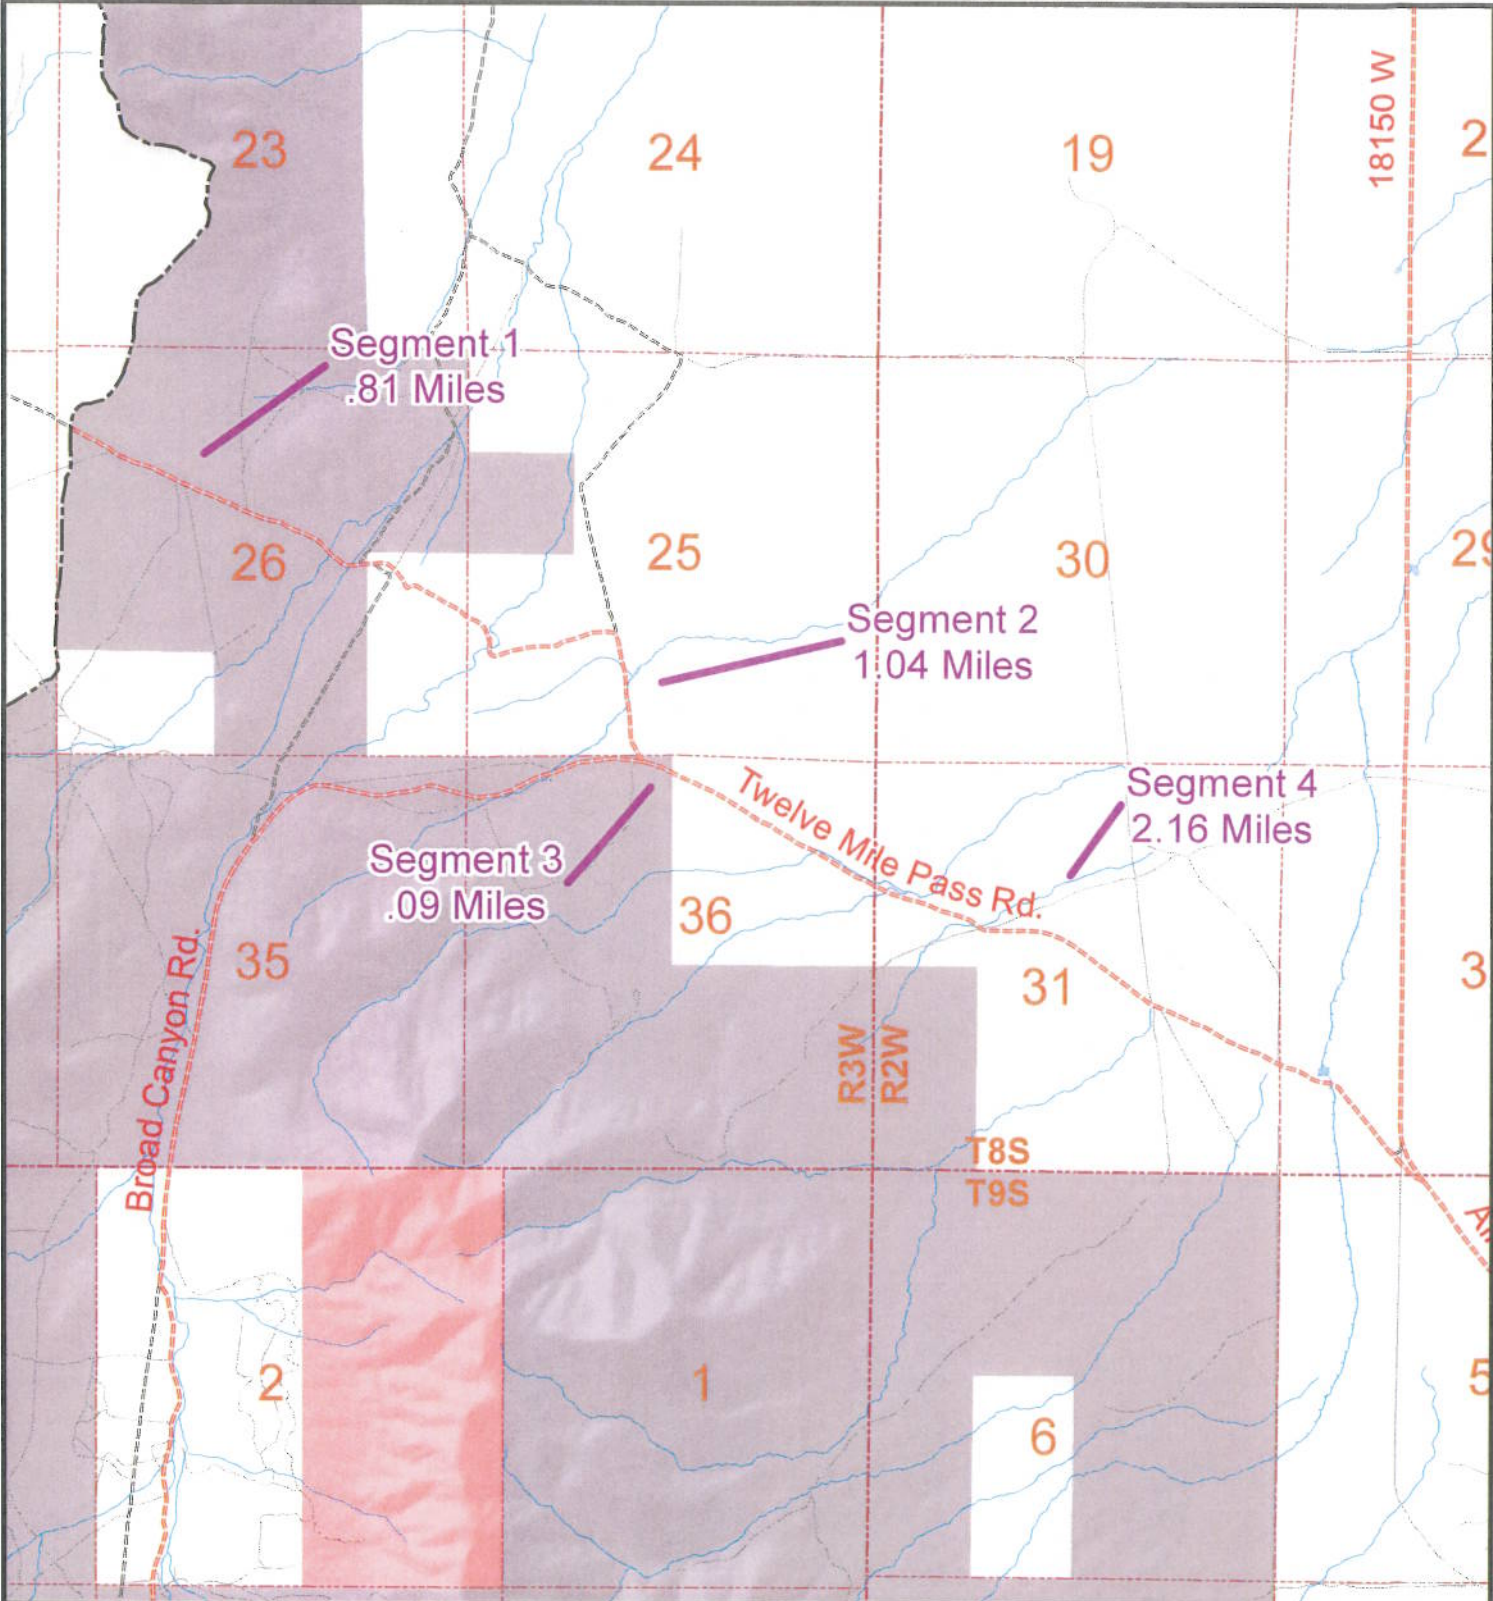 18150 W
23
24
19
2
Segment 1
.81 Miles
26
25
30
29
Segment 2
1.04 Miles
Twelve Mile Pass Rd.
Segment 4
2.16 Miles
Segment 3
.09 Miles
36
35
31
3
Broad Canyon Rd.
R3W
R2W
T8S
T9S
2
1
6
5